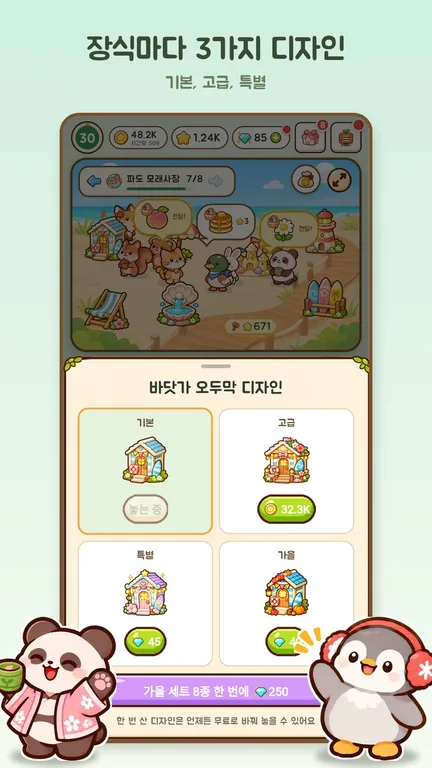 장식마다 3가지 디자인
기본, 고급, 특별
30
48.2K
1.24K
85
8
파도 모래사장 7/8
전달!
3
전달!
671
바닷가 오두막 디자인
기본
고급
놓는 중
32.3K
특별
가을
45
가을 세트 8종 한 번에 250
한 번 산 디자인은 언제든 무료로 바꿔 놓을 수 있어요